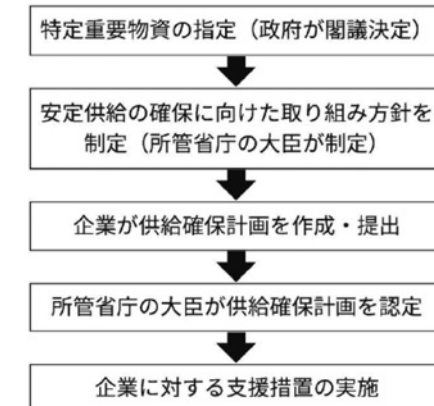 特定重要物資の指定（政府が閣議決定）
安定供給の確保に向けた取り組み方針を
制定（所管省庁の大臣が制定）
企業が供給確保計画を作成・提出
所管省庁の大臣が供給確保計画を認定
企業に対する支援措置の実施